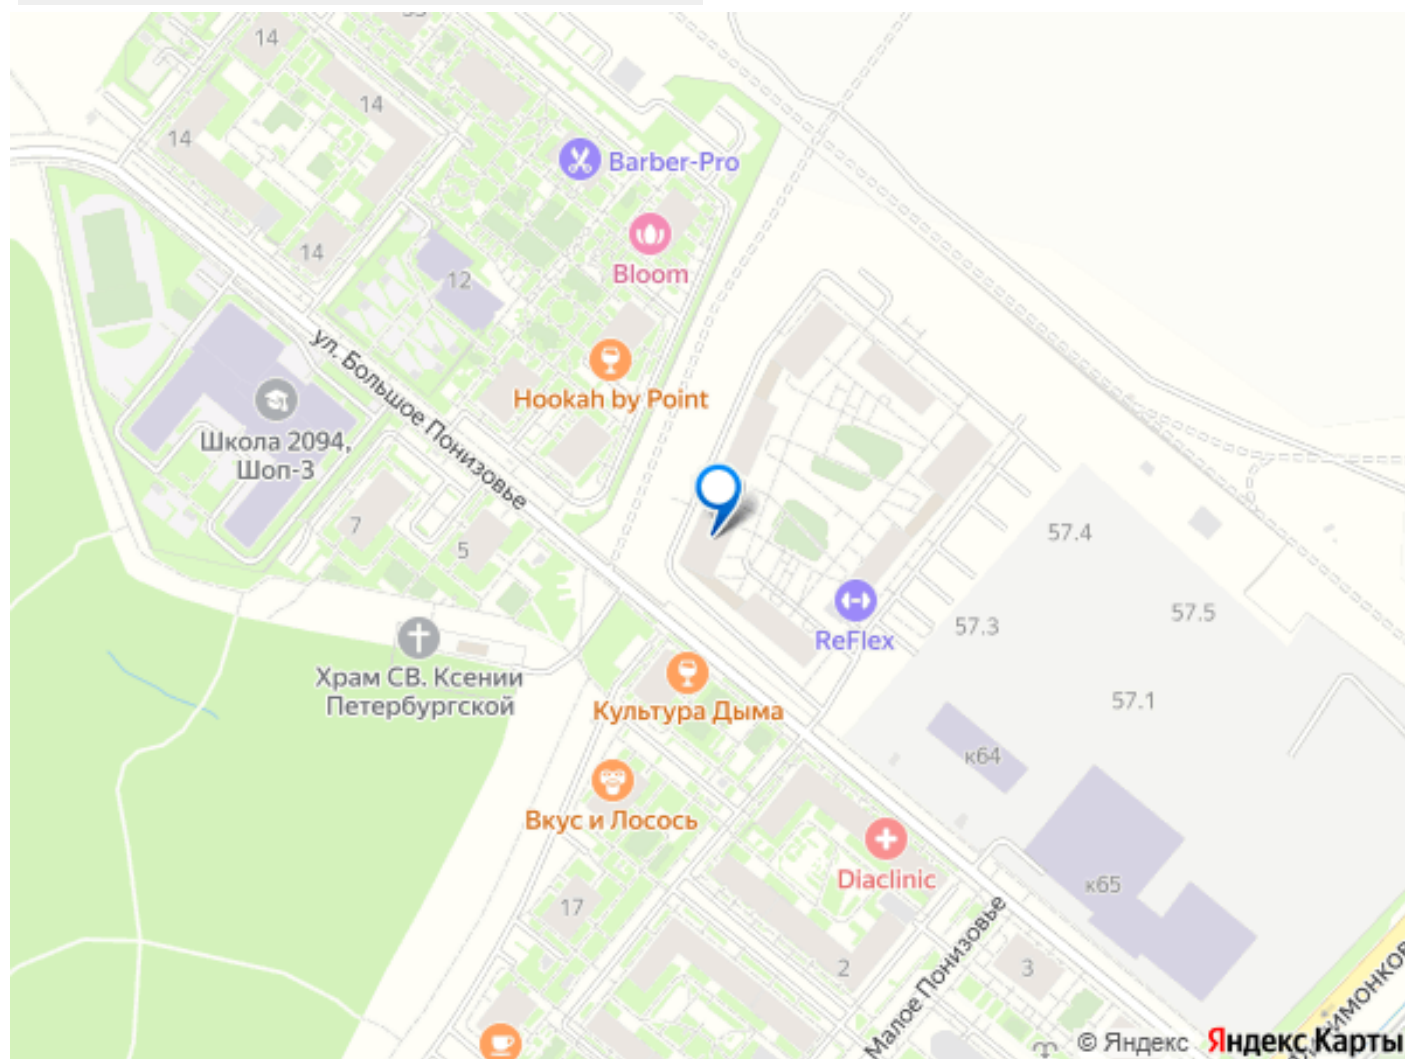 14
14
14
Barber-Pro
Bloom
14
12
ул. Большое Понизовье
Hookah by Point
Школа 2094,
Шоп-3
7
5
57.4
57.3
57.5
ReFlex
Храм СВ. Ксении
Петербургской
Культура Дыма
57.1
к64
Вкус и Лосось
Diaclinic
к65
17
2
3
Малое Понизовье
© Яндекс Яндекс Карты